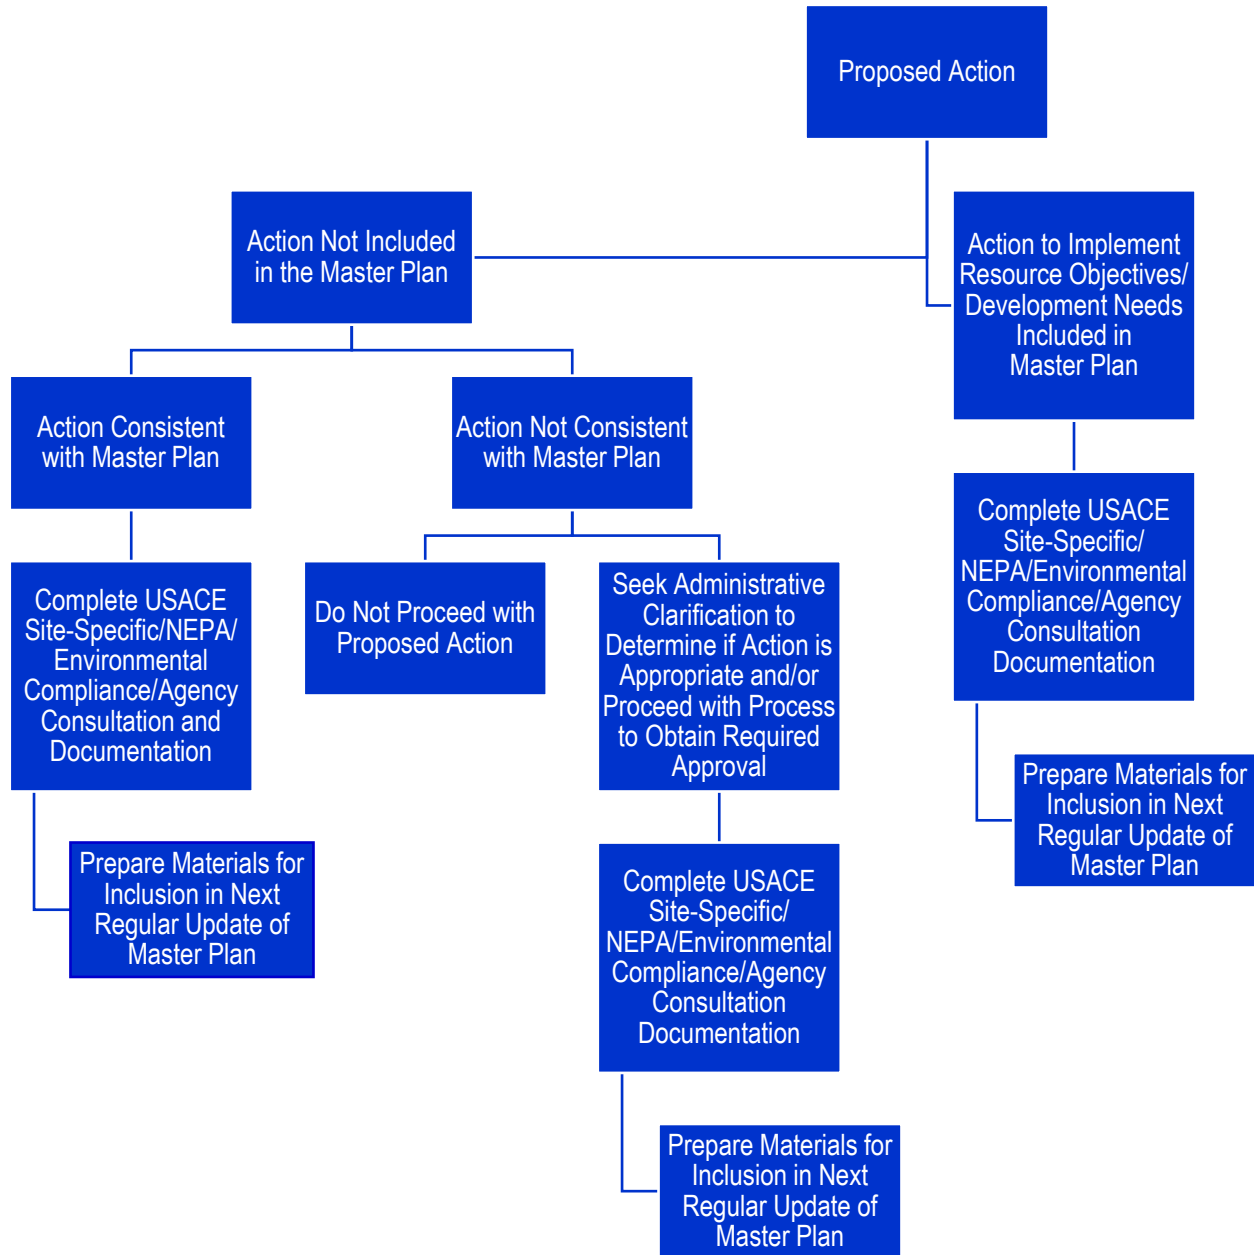 Proposed Action
Action Not Included
in the Master Plan
Action to Implement
Resource Objectives/
Development Needs
Included in
Master Plan
Action Consistent
with Master Plan
Action Not Consistent
with Master Plan
Complete USACE
Site-Specific/
NEPA/Environmental
Compliance/Agency
Consultation
Documentation
Complete USACE
Site-Specific/NEPA/
Environmental
Compliance/Agency
Consultation and
Documentation
Do Not Proceed with
Proposed Action
Seek Administrative
Clarification to
Determine if Action is
Appropriate and/or
Proceed with Process
to Obtain Required
Approval
Prepare Materials for
Inclusion in Next
Regular Update of
Master Plan
Prepare Materials for
Inclusion in Next
Regular Update of
Master Plan
Complete USACE
Site-Specific/
NEPA/Environmental
Compliance/Agency
Consultation
Documentation
Prepare Materials for
Inclusion in Next
Regular Update of
Master Plan